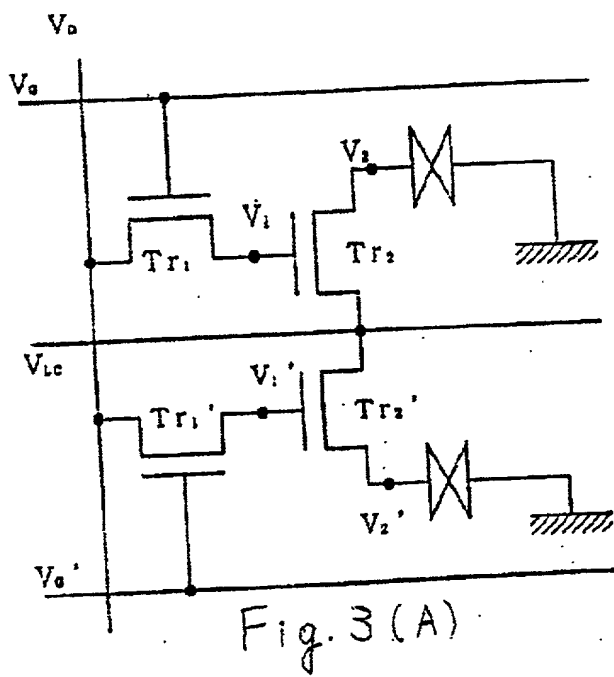 V_D
V_G
V_2
V_1
Tr_1
Tr_2
V_LC
V_1'
Tr_1'
Tr_2'
V_2'
V_G'
Fig. 3 (A)